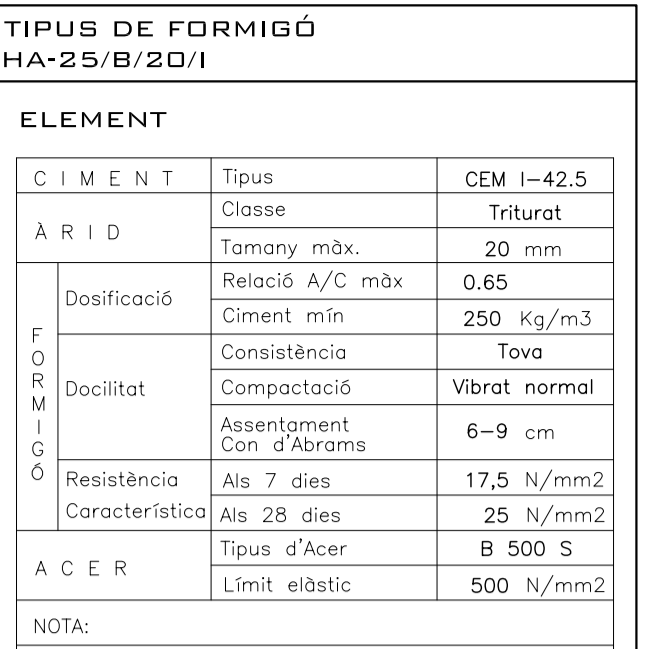 TIPUS DE FORMIGÓ
HA-25/B/20/I
ELEMENT
CIMENT Tipus CEM I-42.5
ÀRID Classe Triturat
Tamany màx. 20 mm
FORMIGÓ Dosificació Relació A/C màx 0.65
Ciment mín 250 Kg/m3
Docilitat Consistència Tova
Compactació Vibrat normal
Assentament
Con d'Abrams 6-9 cm
Resistència Als 7 dies 17,5 N/mm2
Característica Als 28 dies 25 N/mm2
ACER Tipus d'Acer B 500 S
Límit elàstic 500 N/mm2
NOTA: